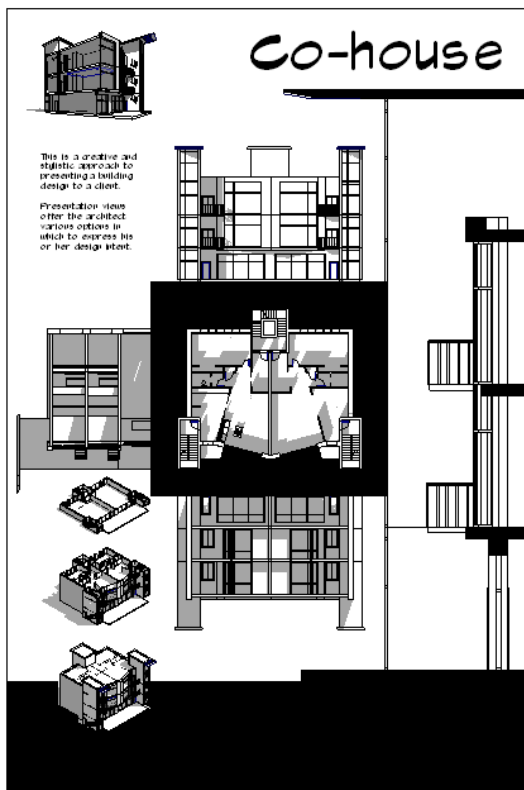 Co-house
This is a creative and
stylistic approach to
presenting a building
design to a client.
Presentation views
offer the architect
various options in
which to express his
or her design intent.